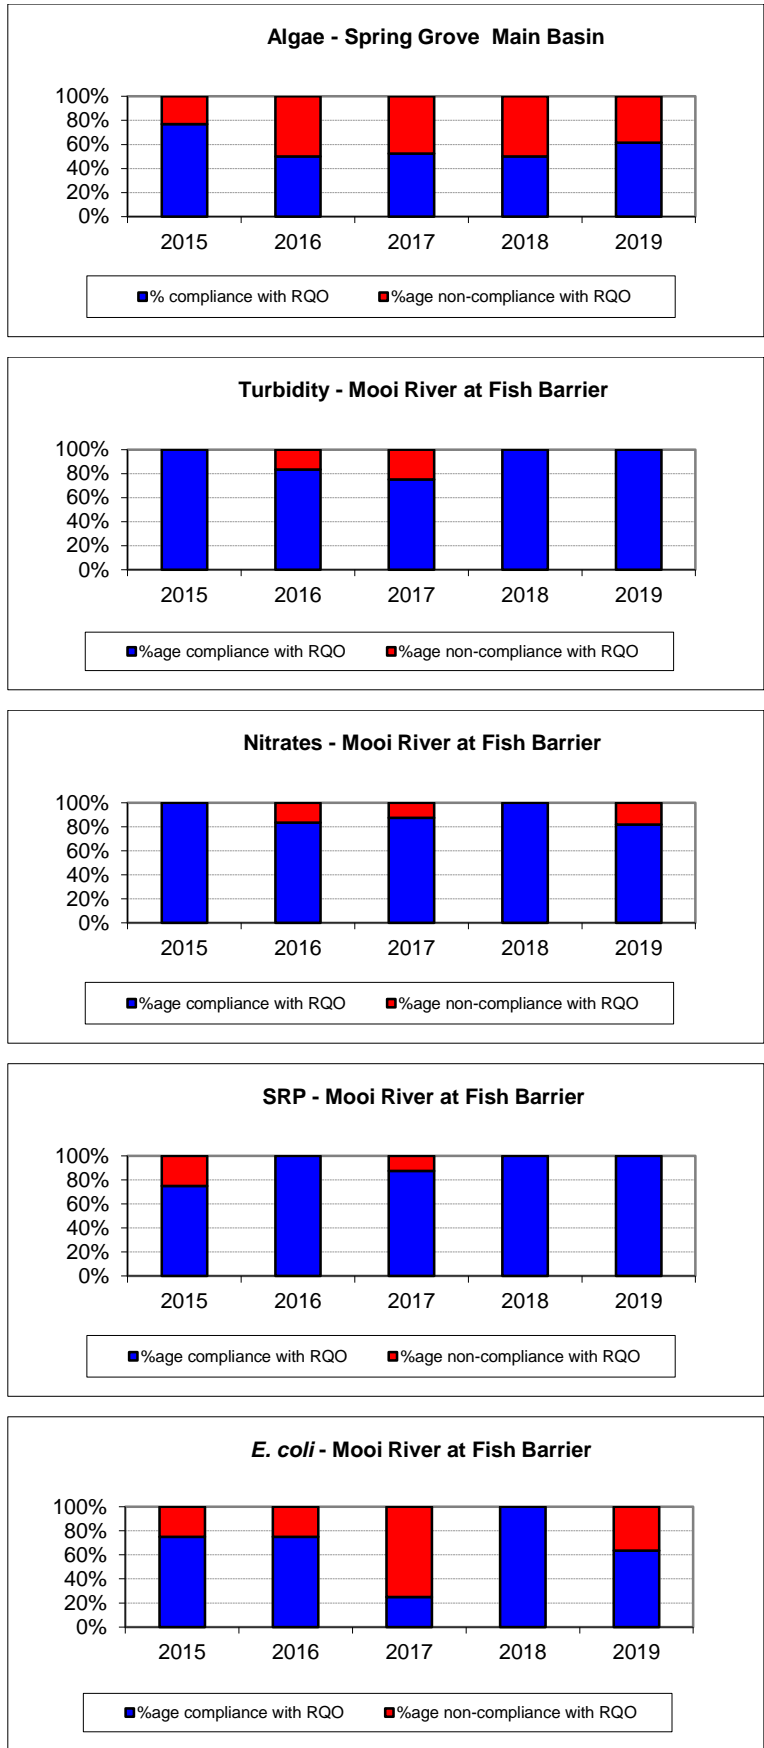 Algae - Spring Grove  Main Basin
100%
80%
60%
40%
20%
0%
2015 2016 2017 2018 2019
% compliance with RQO %age non-compliance with RQO
Turbidity - Mooi River at Fish Barrier
100%
80%
60%
40%
20%
0%
2015 2016 2017 2018 2019
%age compliance with RQO %age non-compliance with RQO
Nitrates - Mooi River at Fish Barrier
100%
80%
60%
40%
20%
0%
2015 2016 2017 2018 2019
%age compliance with RQO %age non-compliance with RQO
SRP - Mooi River at Fish Barrier
100%
80%
60%
40%
20%
0%
2015 2016 2017 2018 2019
%age compliance with RQO %age non-compliance with RQO
E. coli - Mooi River at Fish Barrier
100%
80%
60%
40%
20%
0%
2015 2016 2017 2018 2019
%age compliance with RQO %age non-compliance with RQO